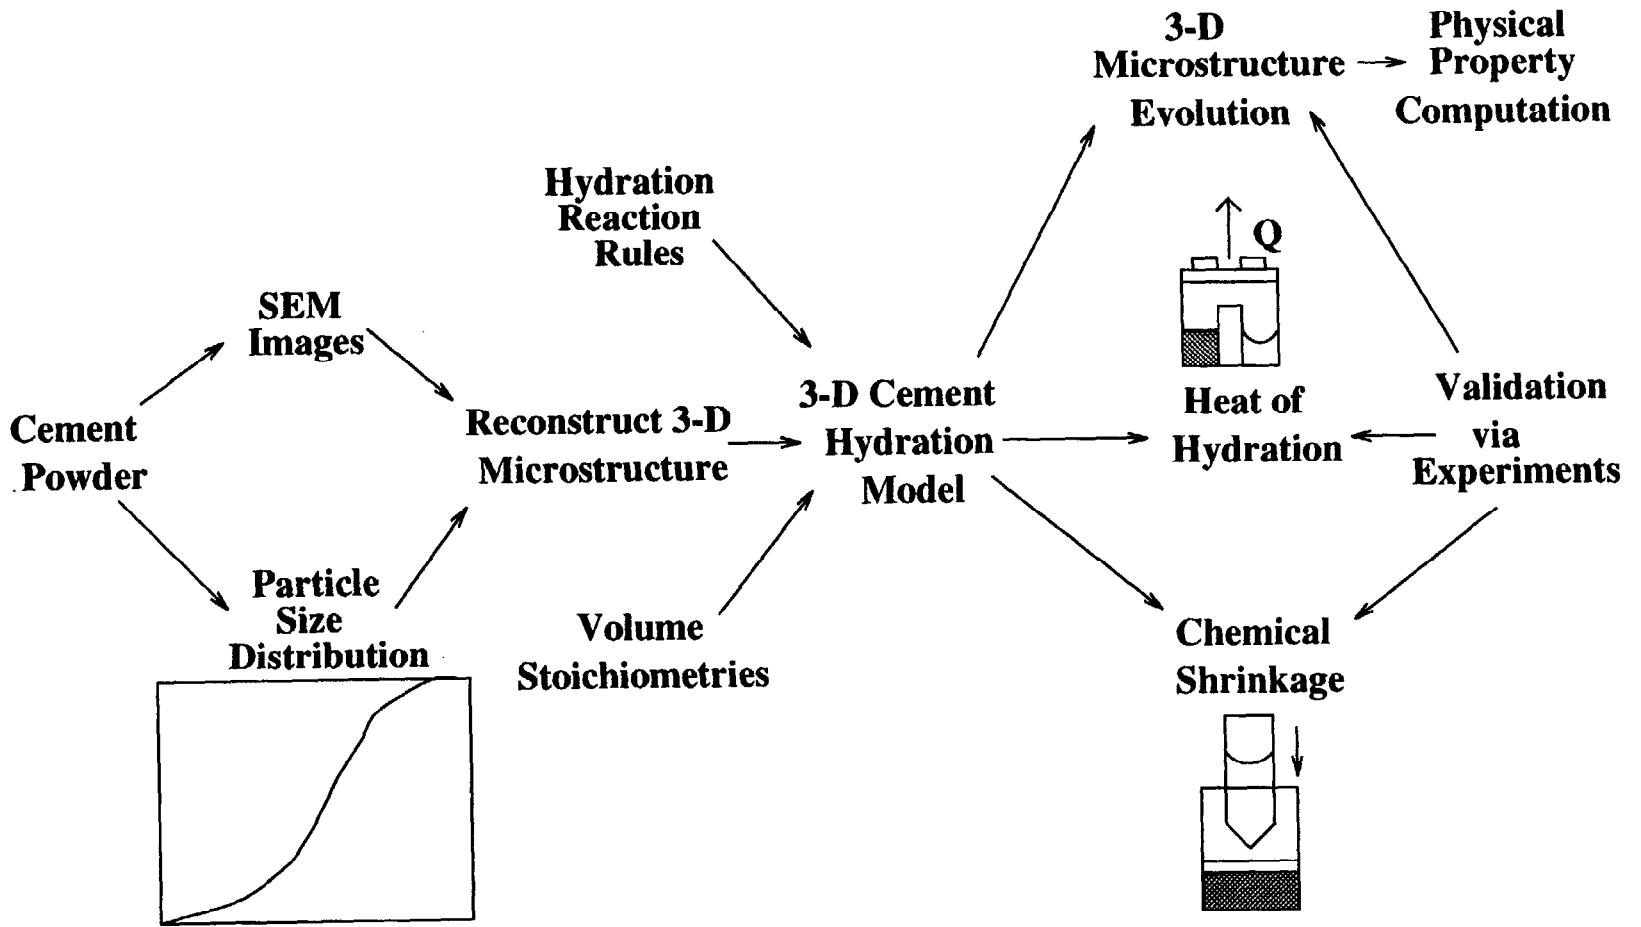 3-D
Microstructure
Evolution
Physical
Property
Computation
Hydration
Reaction
Rules
Q
SEM
Images
Cement
Powder
Reconstruct 3-D
Microstructure
3-D Cement
Hydration
Model
Heat of
Hydration
Validation
via
Experiments
Particle
Size
Distribution
Volume
Stoichiometries
Chemical
Shrinkage